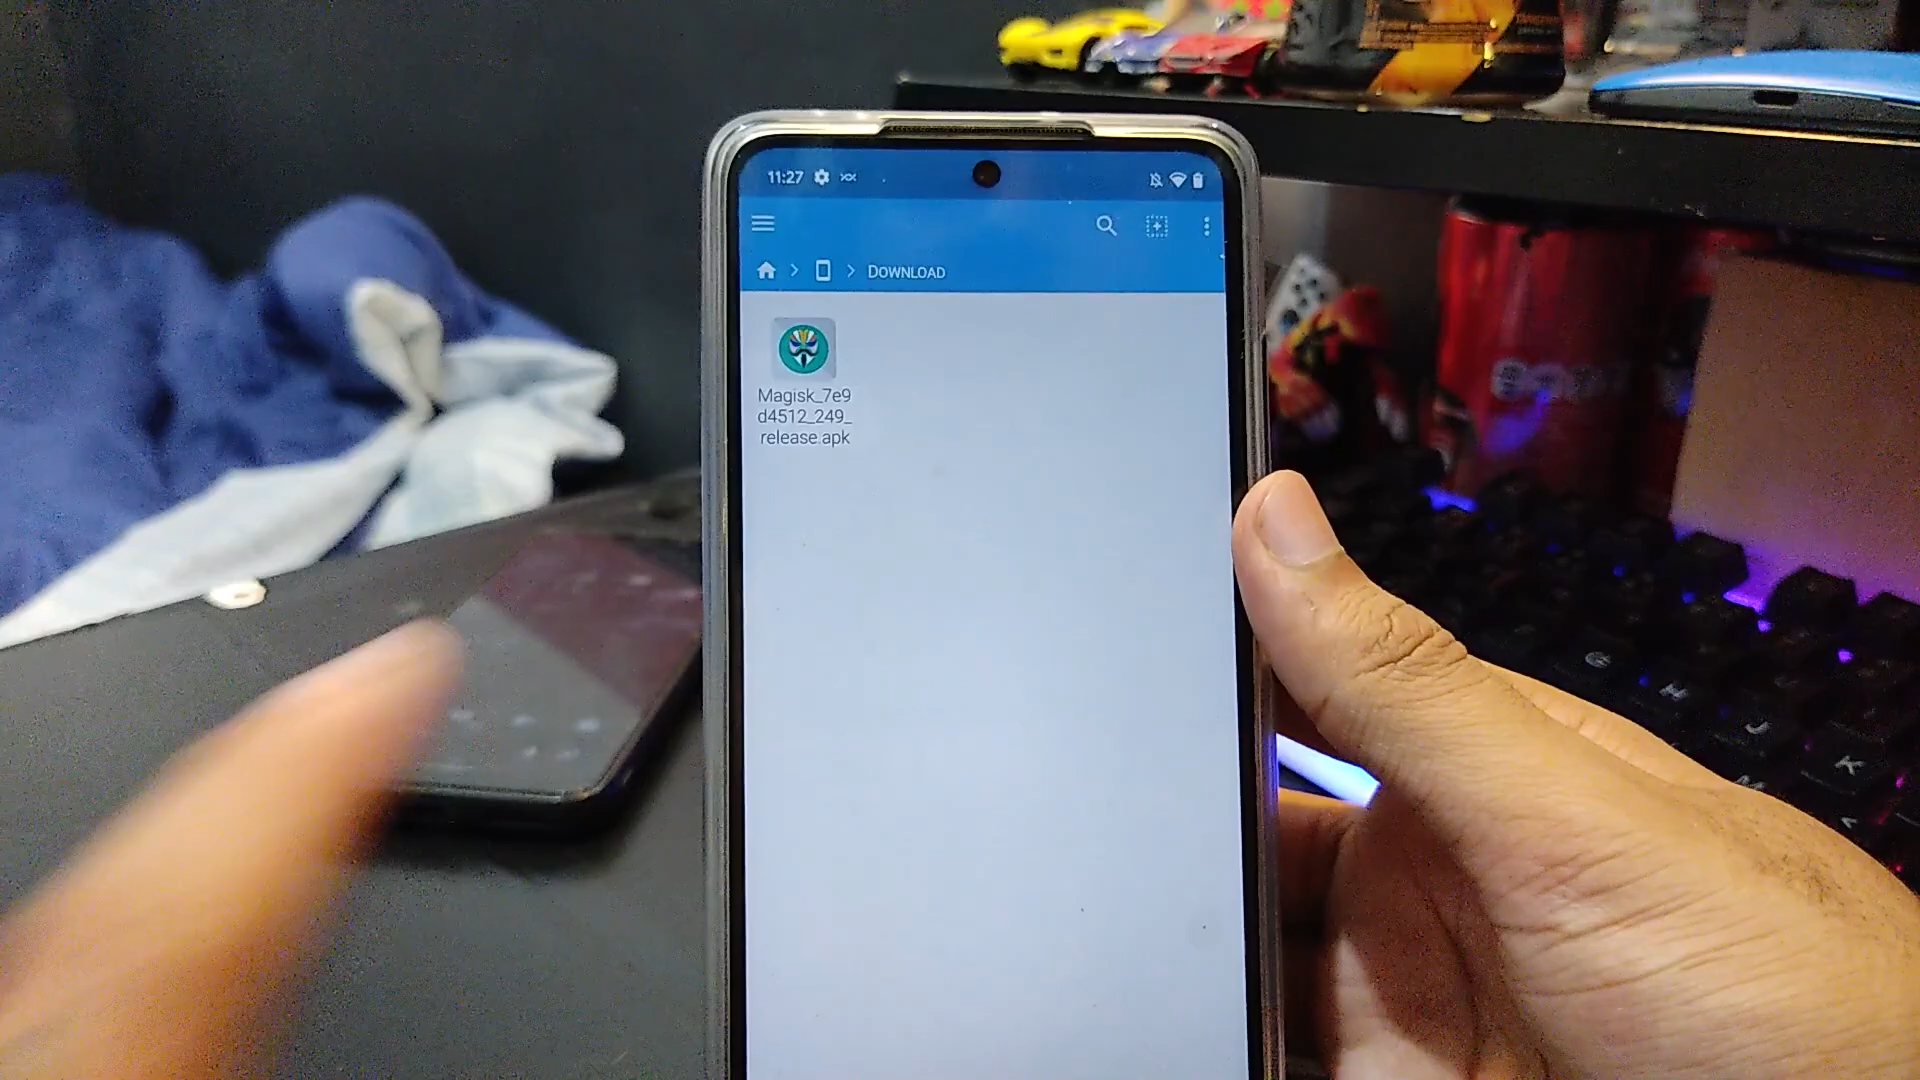 11:27
DOWNLOAD
Magisk_7e9
d4512_249_
release.apk
H
J
K
M
<